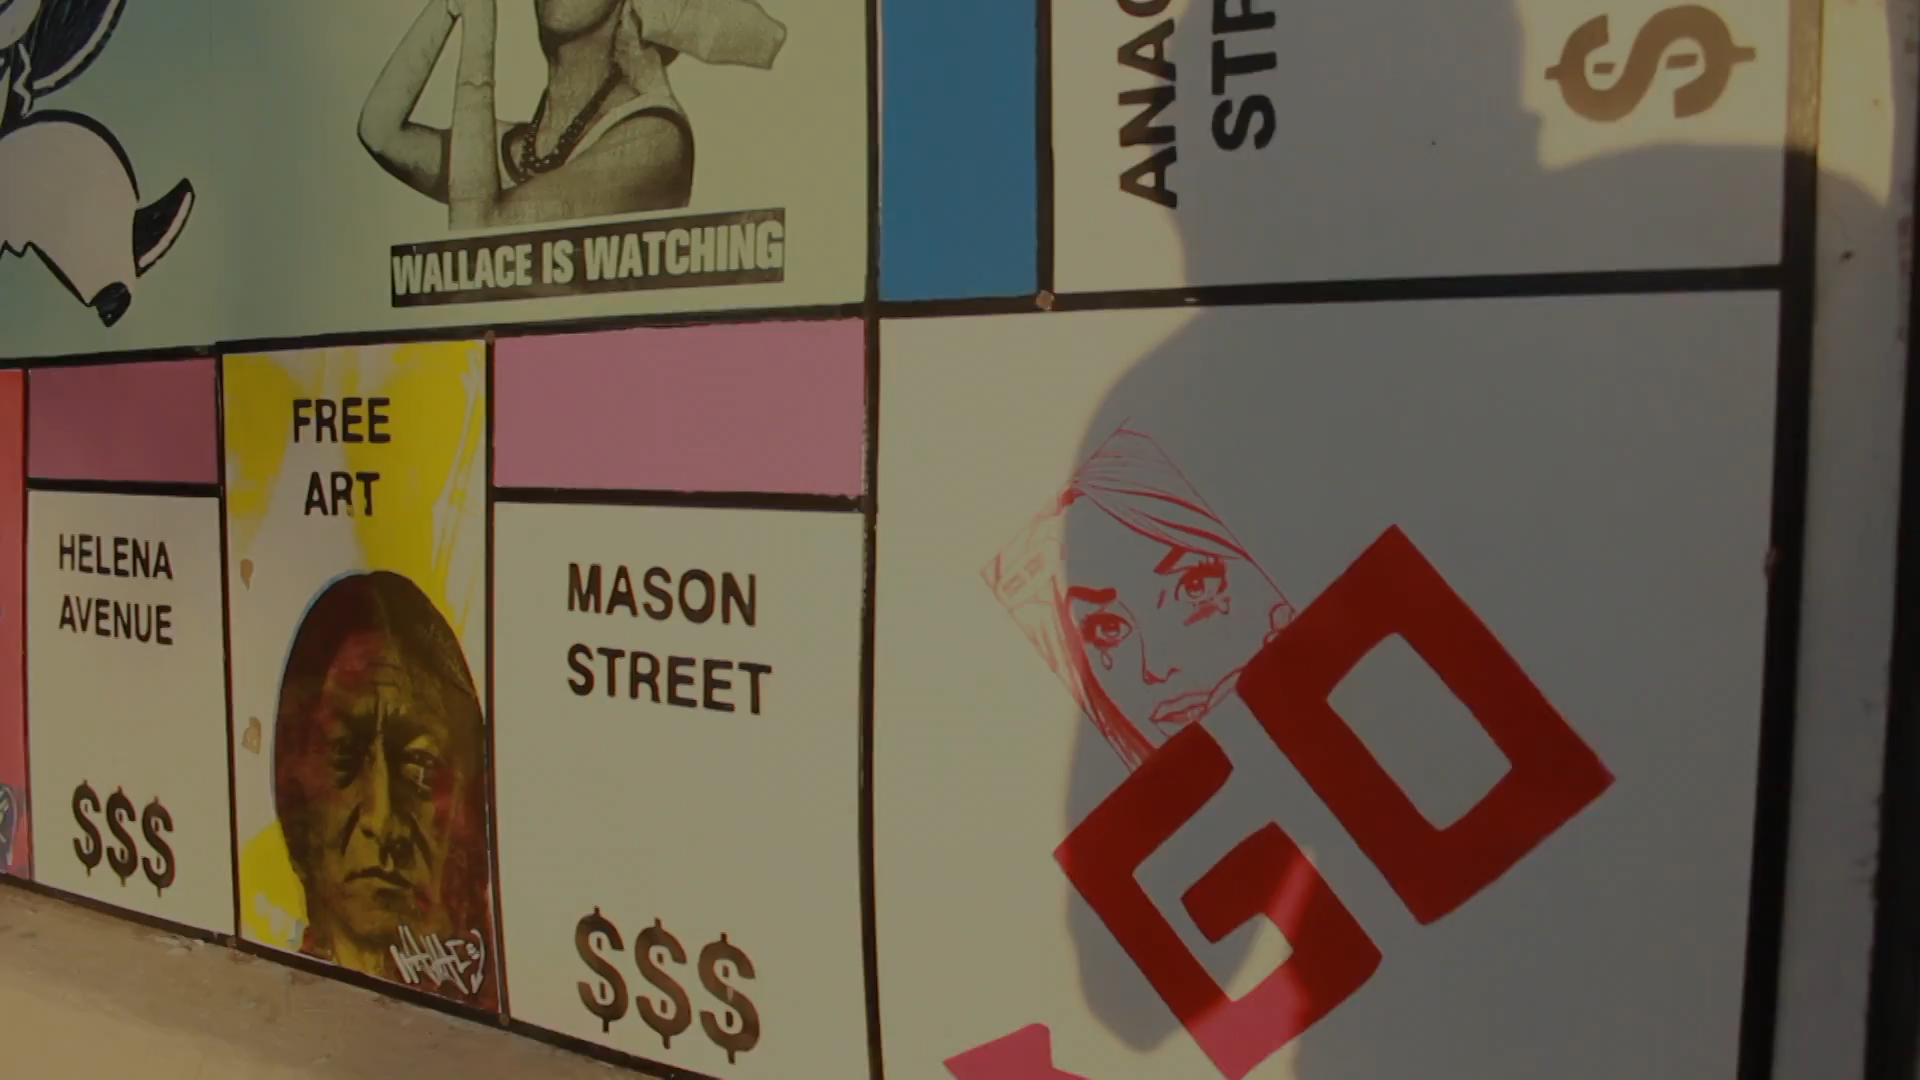 WALLACE IS WATCHING
$
FREE
ART
HELENA
AVENUE
$$$
MASON
STREET
$$$
GO